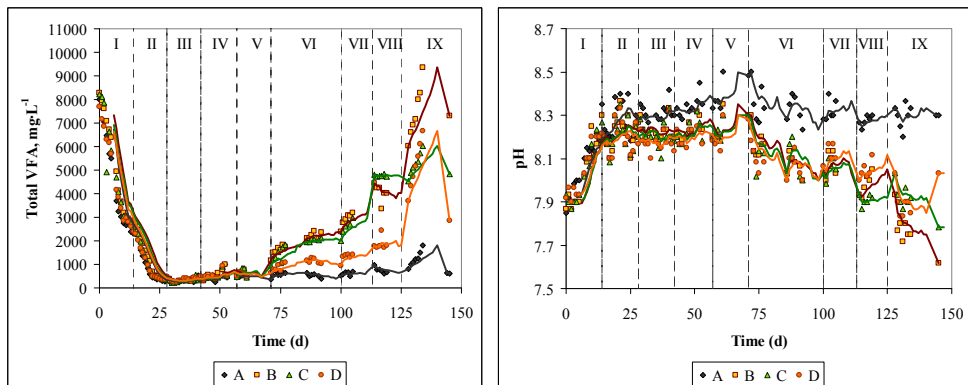 11000
10000
9000
8000
7000
6000
5000
4000
3000
2000
1000
0
Total VFA, mg·L⁻¹
I II III IV V VI VII VIII IX
0 25 50 75 100 125 150
Time (d)
A B C D
8.7
8.5
8.3
8.1
7.9
7.7
7.5
pH
I II III IV V VI VII VIII IX
0 25 50 75 100 125 150
Time (d)
A B C D